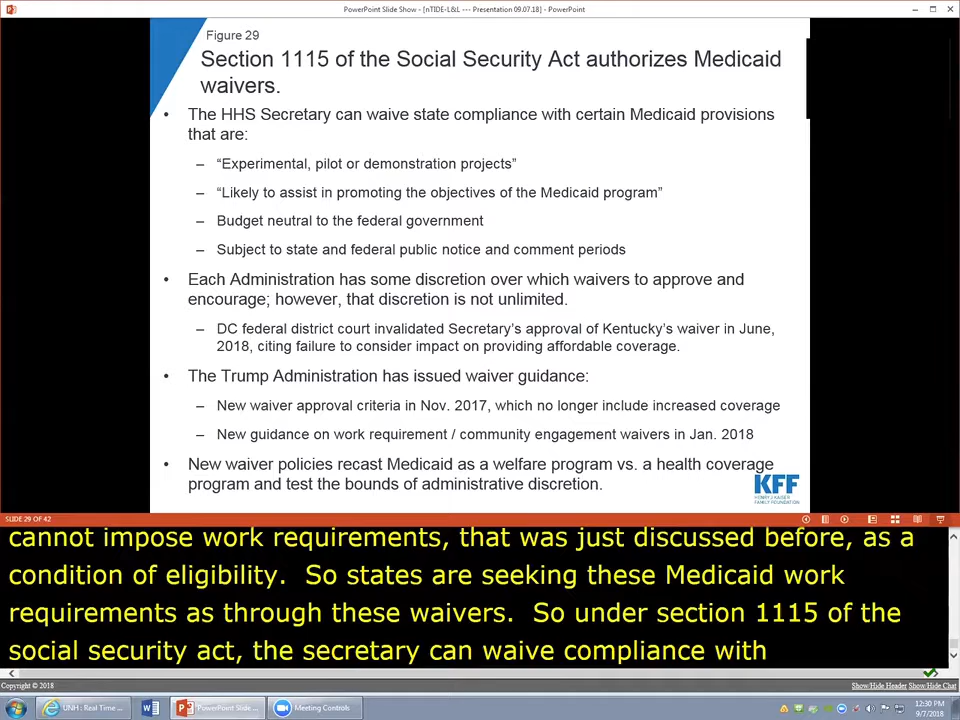 PowerPoint Slide Show - [nTIDE-L&L --- Presentation 09.07.18] - PowerPoint
Figure 29
Section 1115 of the Social Security Act authorizes Medicaid
waivers.
• The HHS Secretary can waive state compliance with certain Medicaid provisions
that are:
– “Experimental, pilot or demonstration projects”
– “Likely to assist in promoting the objectives of the Medicaid program”
– Budget neutral to the federal government
– Subject to state and federal public notice and comment periods
• Each Administration has some discretion over which waivers to approve and
encourage; however, that discretion is not unlimited.
– DC federal district court invalidated Secretary’s approval of Kentucky’s waiver in June,
2018, citing failure to consider impact on providing affordable coverage.
• The Trump Administration has issued waiver guidance:
– New waiver approval criteria in Nov. 2017, which no longer include increased coverage
– New guidance on work requirement / community engagement waivers in Jan. 2018
• New waiver policies recast Medicaid as a welfare program vs. a health coverage
program and test the bounds of administrative discretion.
KFF
HENRY J KAISER
FAMILY FOUNDATION
SLIDE 29 OF 42
cannot impose work requirements, that was just discussed before, as a
condition of eligibility.  So states are seeking these Medicaid work
requirements as through these waivers.  So under section 1115 of the
social security act, the secretary can waive compliance with
Copyright © 2018
Show/Hide Header Show/Hide Chat
UNH : Real Time ...
PowerPoint Slide ...
Meeting Controls
12:30 PM
9/7/2018